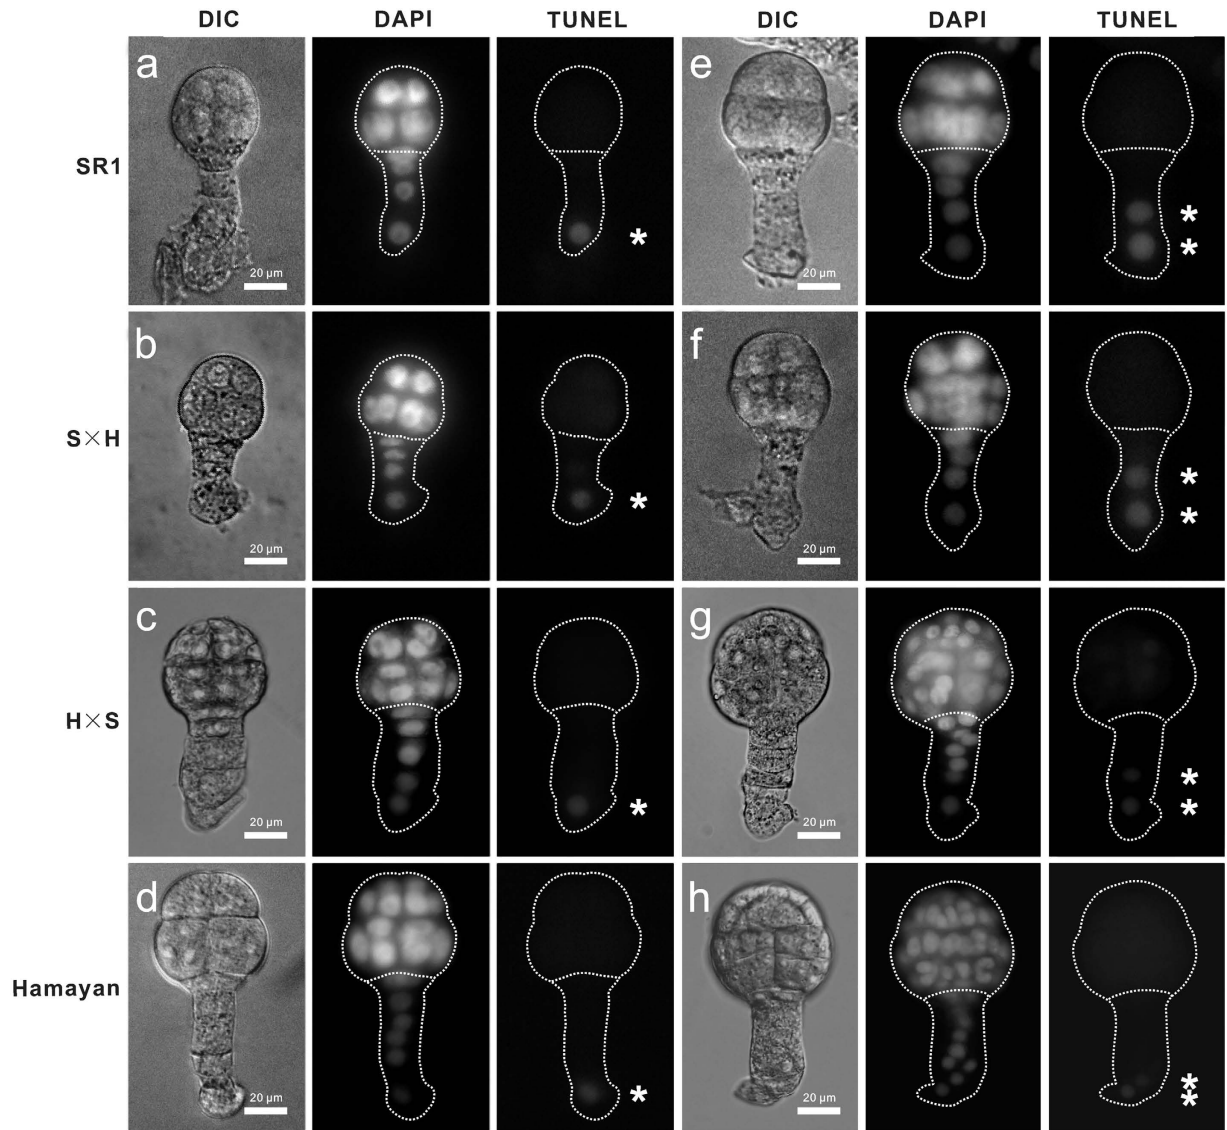 DIC DAPI TUNEL DIC DAPI TUNEL
SR1
a
20 µm
*
e
20 µm
*
*
S×H
b
20 µm
*
f
20 µm
*
*
H×S
c
20 µm
*
g
20 µm
*
*
Hamayan
d
20 µm
*
h
20 µm
*
*